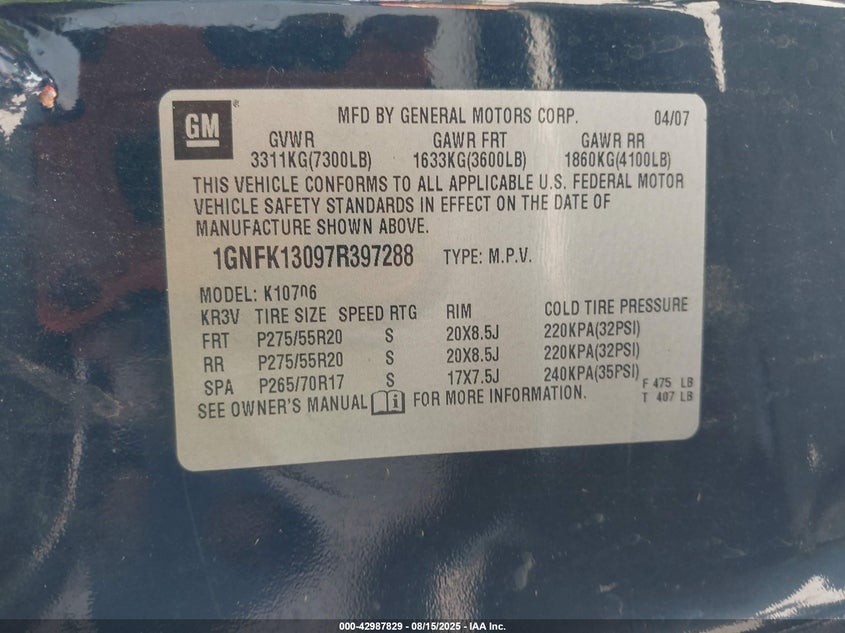 GM ® MFD BY GENERAL MOTORS CORP. 04/07
GVWR GAWR FRT GAWR RR
3311KG(7300LB) 1633KG(3600LB) 1860KG(4100LB)
THIS VEHICLE CONFORMS TO ALL APPLICABLE U.S. FEDERAL MOTOR
VEHICLE SAFETY STANDARDS IN EFFECT ON THE DATE OF
MANUFACTURE SHOWN ABOVE.
1GNFK13097R397288 TYPE: M.P.V.
MODEL: K10706
KR3V TIRE SIZE SPEED RTG RIM COLD TIRE PRESSURE
FRT P275/55R20 S 20X8.5J 220KPA(32PSI)
RR P275/55R20 S 20X8.5J 220KPA(32PSI)
SPA P265/70R17 S 17X7.5J 240KPA(35PSI)
F 475 LB
SEE OWNER'S MANUAL i FOR MORE INFORMATION.
T 407 LB
000-42987829 - 08/15/2025 - IAA Inc.